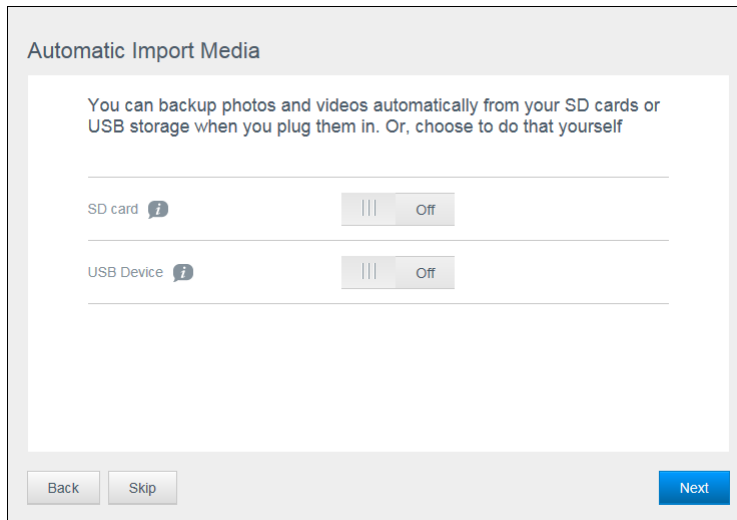 Automatic Import Media
You can backup photos and videos automatically from your SD cards or
USB storage when you plug them in. Or, choose to do that yourself
SD card i Off
USB Device i Off
Back Skip Next